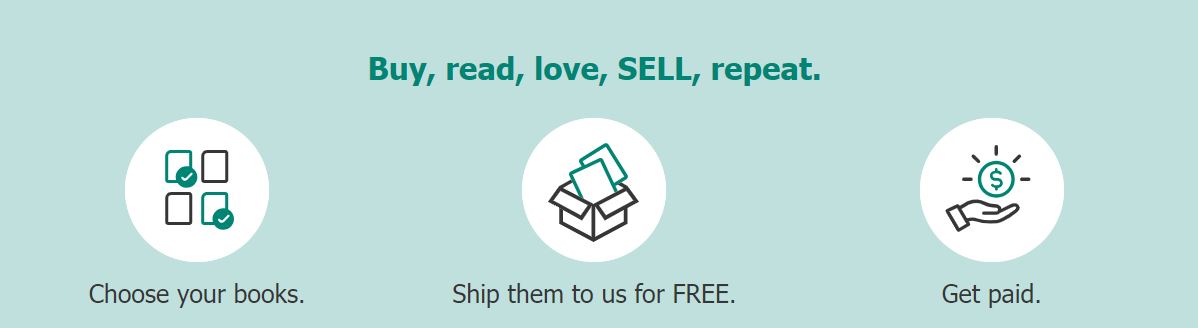 Buy, read, love, SELL, repeat.
$
Choose your books.
Ship them to us for FREE.
Get paid.